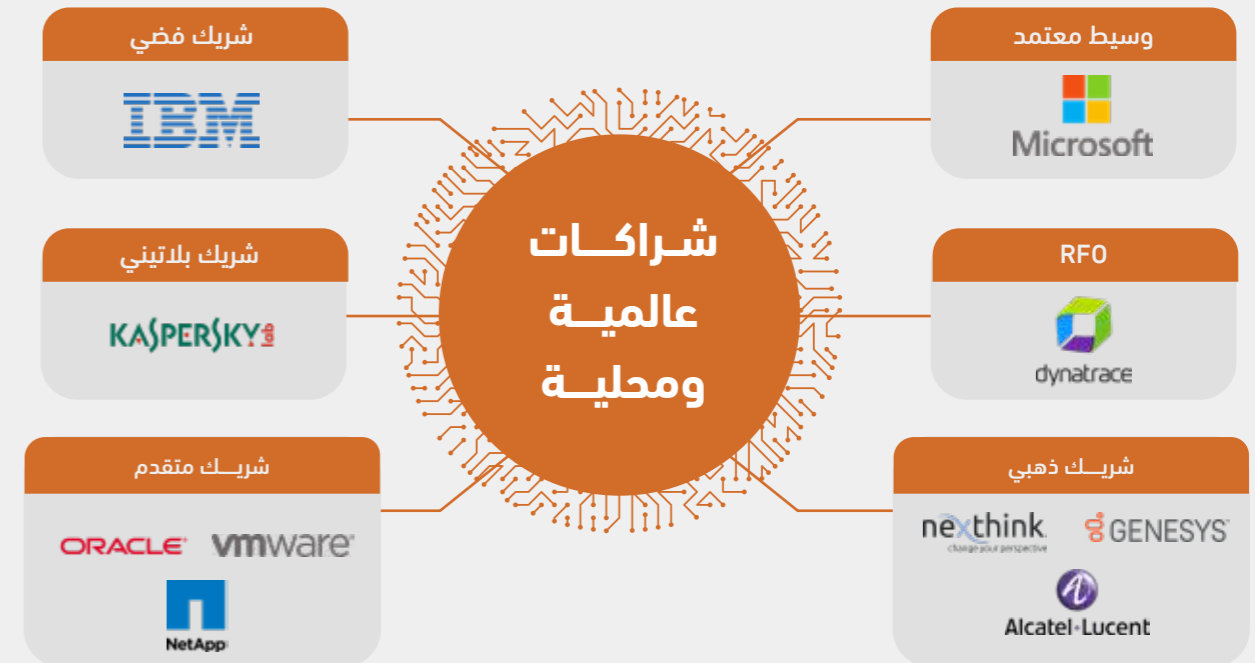 وسيط معتمد
Microsoft
شريك فضي
IBM
شـراكــات
عالميــة
ومحليــة
RFO
dynatrace
شريك بلاتيني
KASPERSKY lab
شريــك ذهبي
nexthink
change your perspective
GENESYS
Alcatel·Lucent
شريــك متقدم
ORACLE
vmware
NetApp